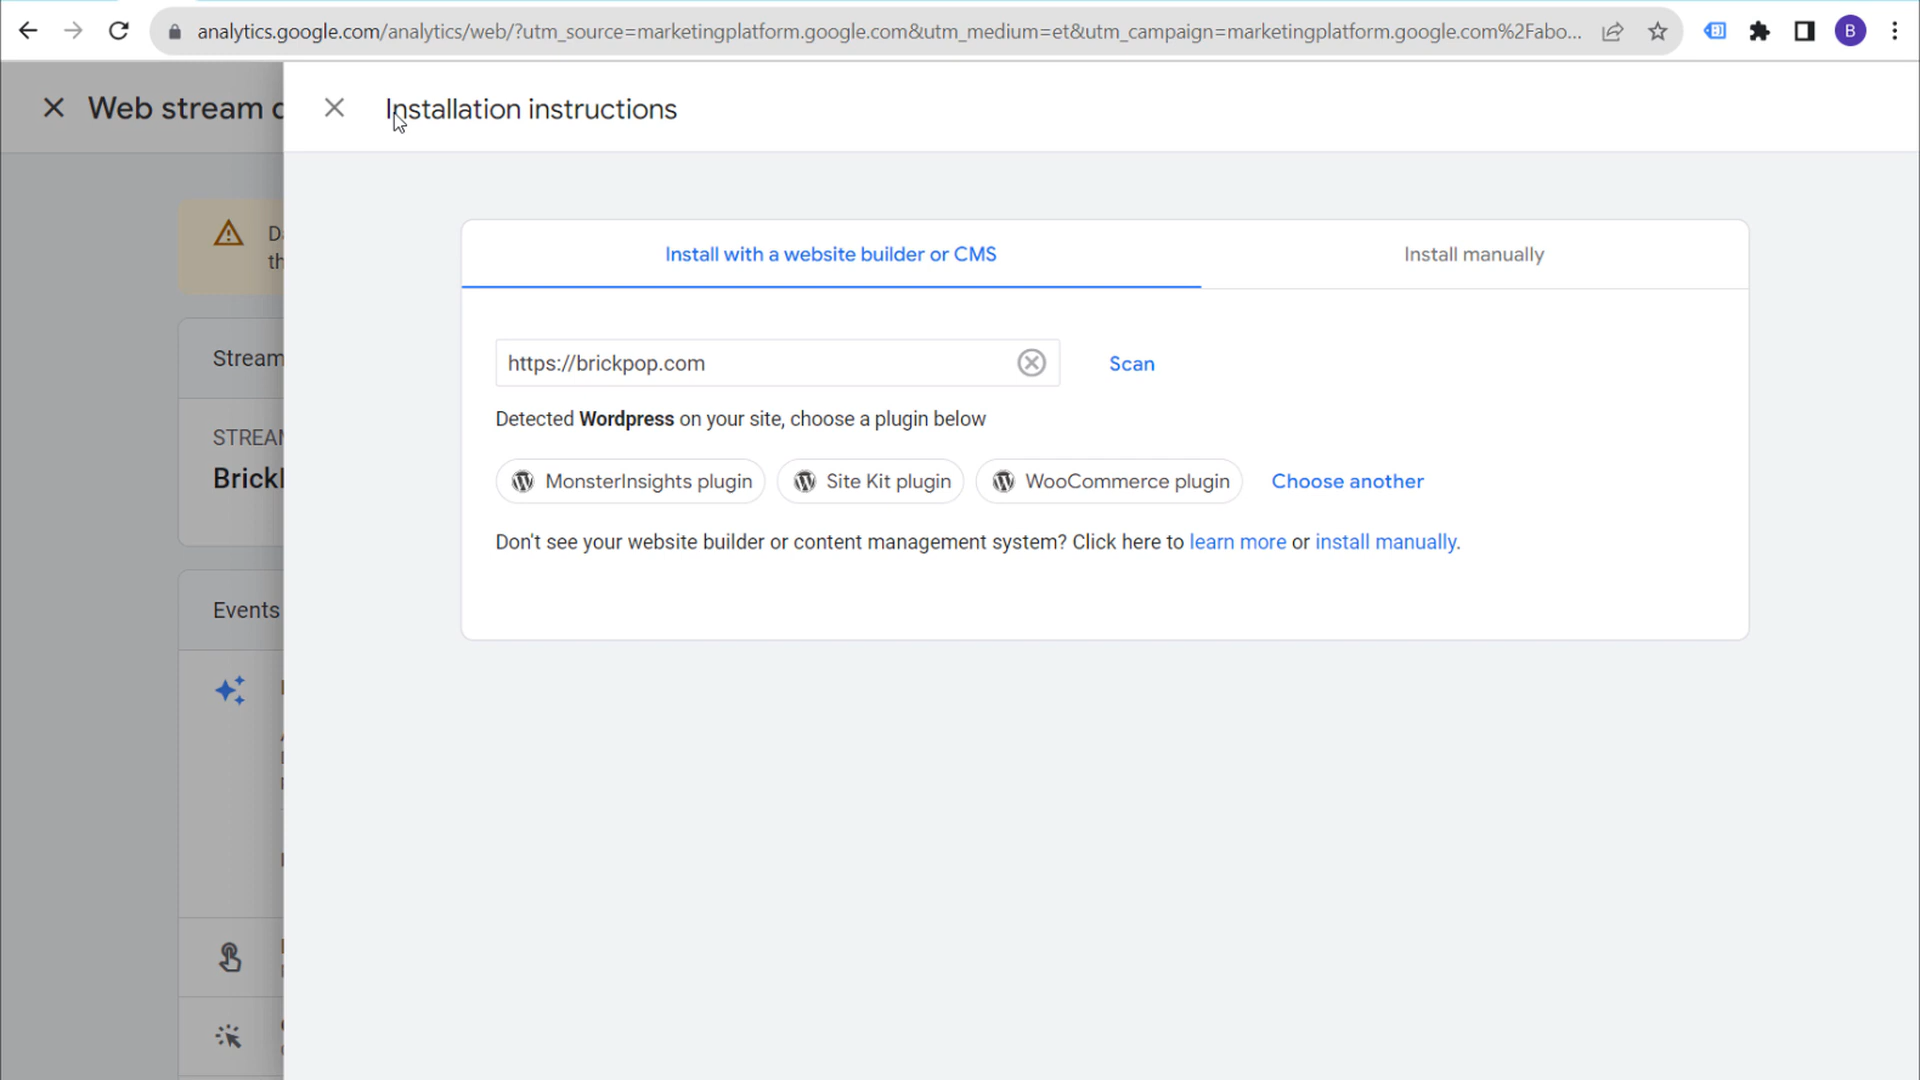 analytics.google.com/analytics/web/?utm_source=marketingplatform.google.com&utm_medium=et&utm_campaign=marketingplatform.google.com%2Fabo...
B
Web stream
Installation instructions
Install with a website builder or CMS
Install manually
https://brickpop.com
Scan
Detected Wordpress on your site, choose a plugin below
MonsterInsights plugin
Site Kit plugin
WooCommerce plugin
Choose another
Don't see your website builder or content management system? Click here to learn more or install manually.
Stream
Events